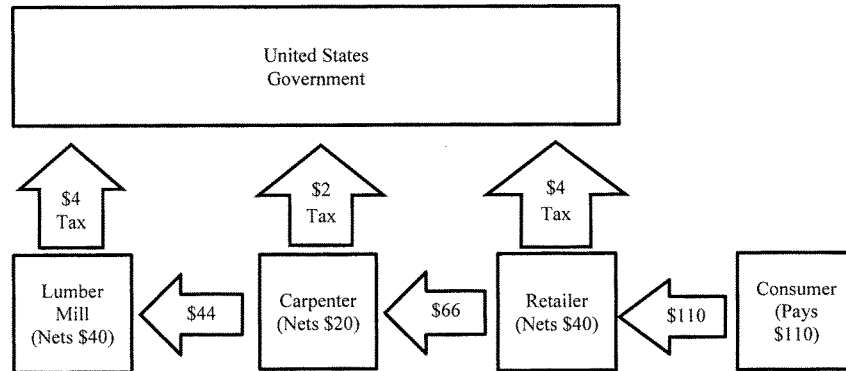 United States
Government
$4
Tax
$2
Tax
$4
Tax
Lumber
Mill
(Nets $40)
$44
Carpenter
(Nets $20)
$66
Retailer
(Nets $40)
$110
Consumer
(Pays
$110)